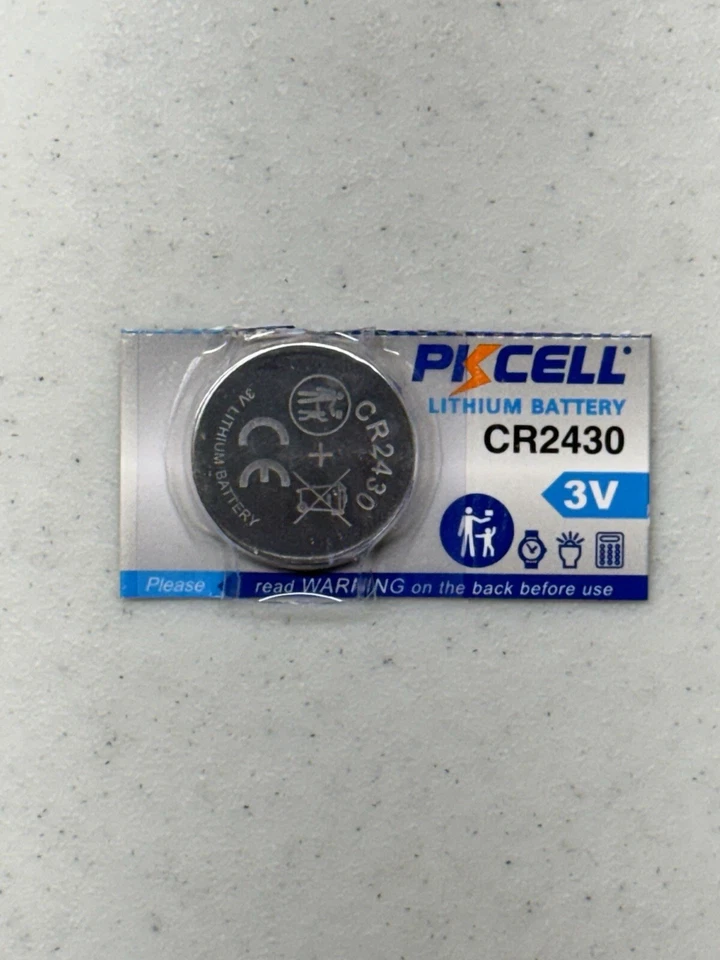 PKCELL
LITHIUM BATTERY
CR2430
3V
CR2430
+
CE
3V LITHIUM BATTERY
Please read WARNING on the back before use